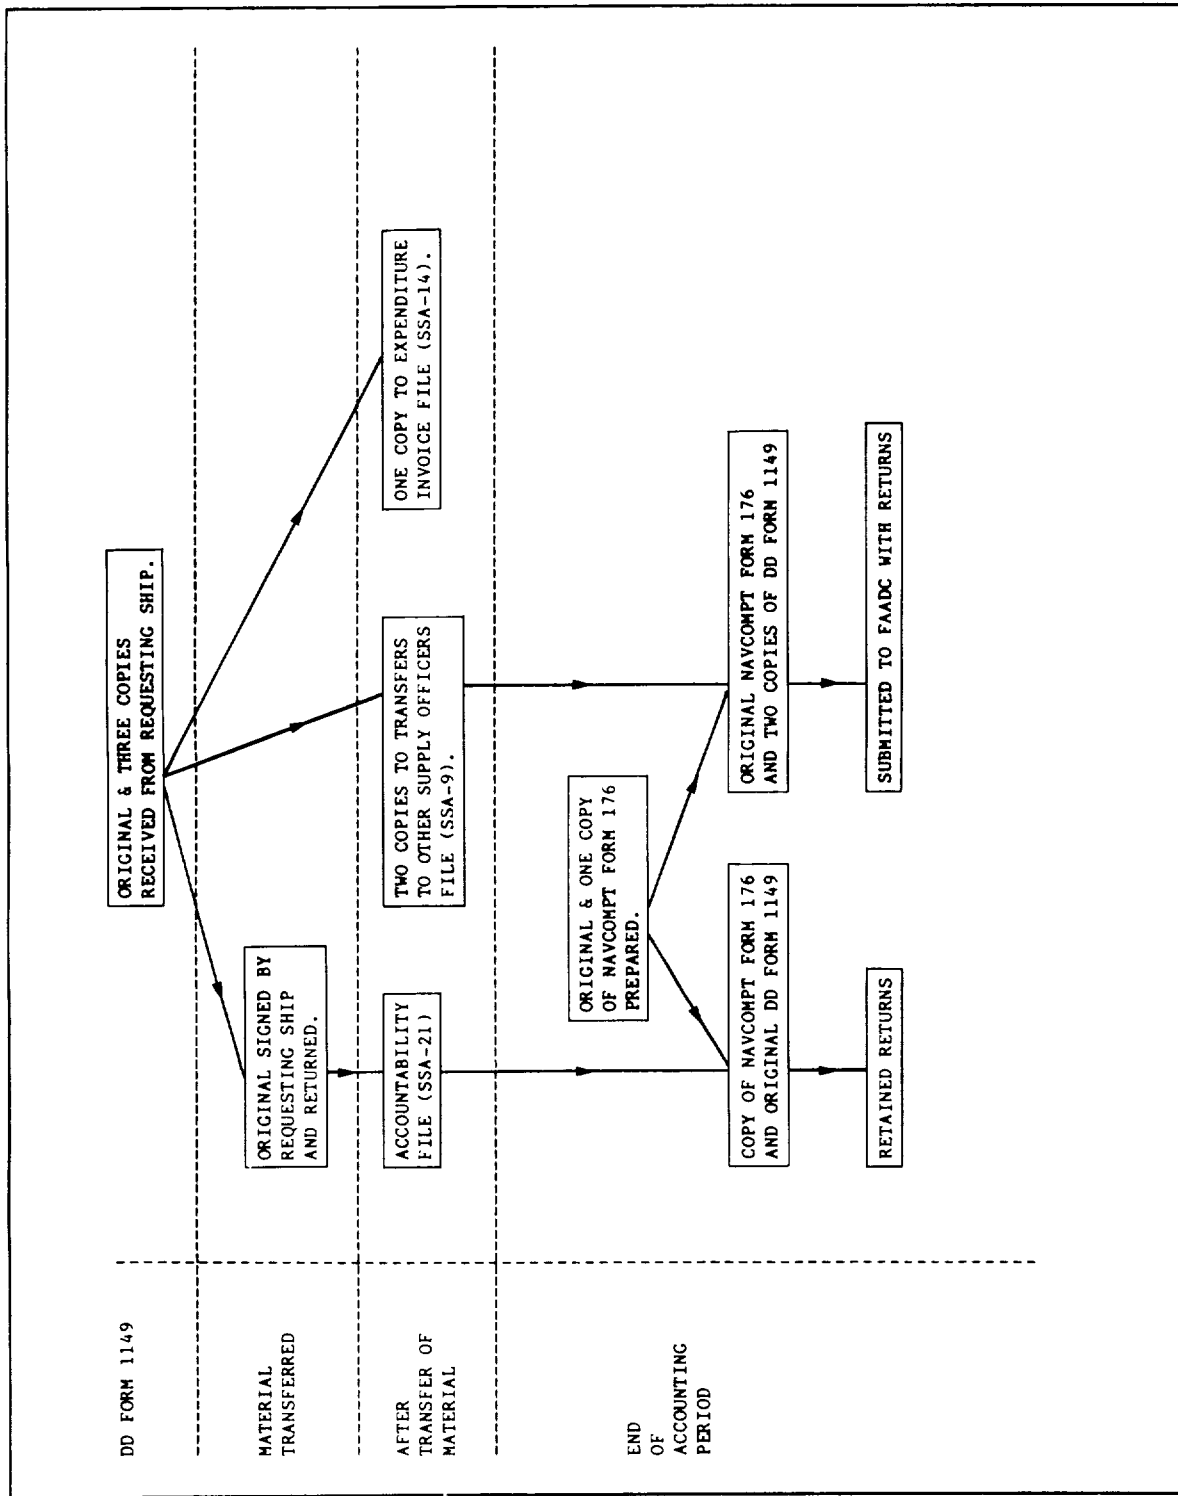 DD FORM 1149
ORIGINAL & THREE COPIES
RECEIVED FROM REQUESTING SHIP.
MATERIAL
TRANSFERRED
ORIGINAL SIGNED BY
REQUESTING SHIP
AND RETURNED.
AFTER
TRANSFER OF
MATERIAL
ACCOUNTABILITY
FILE (SSA-21)
TWO COPIES TO TRANSFERS
TO OTHER SUPPLY OFFICERS
FILE (SSA-9).
ONE COPY TO EXPENDITURE
INVOICE FILE (SSA-14).
END
OF
ACCOUNTING
PERIOD
ORIGINAL & ONE COPY
OF NAVCOMPT FORM 176
PREPARED.
COPY OF NAVCOMPT FORM 176
AND ORIGINAL DD FORM 1149
ORIGINAL NAVCOMPT FORM 176
AND TWO COPIES OF DD FORM 1149
RETAINED RETURNS
SUBMITTED TO FAADC WITH RETURNS